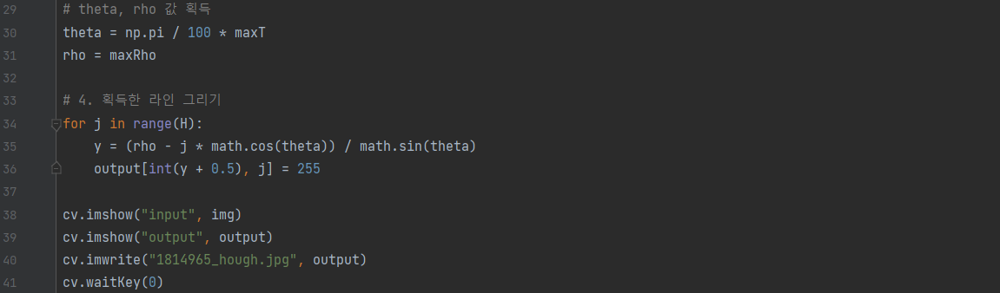 29 # theta, rho 값 획득
30 theta = np.pi / 100 * maxT
31 rho = maxRho
32
33 # 4. 획득한 라인 그리기
34 for j in range(H):
35     y = (rho - j * math.cos(theta)) / math.sin(theta)
36     output[int(y + 0.5), j] = 255
37
38 cv.imshow("input", img)
39 cv.imshow("output", output)
40 cv.imwrite("1814965_hough.jpg", output)
41 cv.waitKey(0)